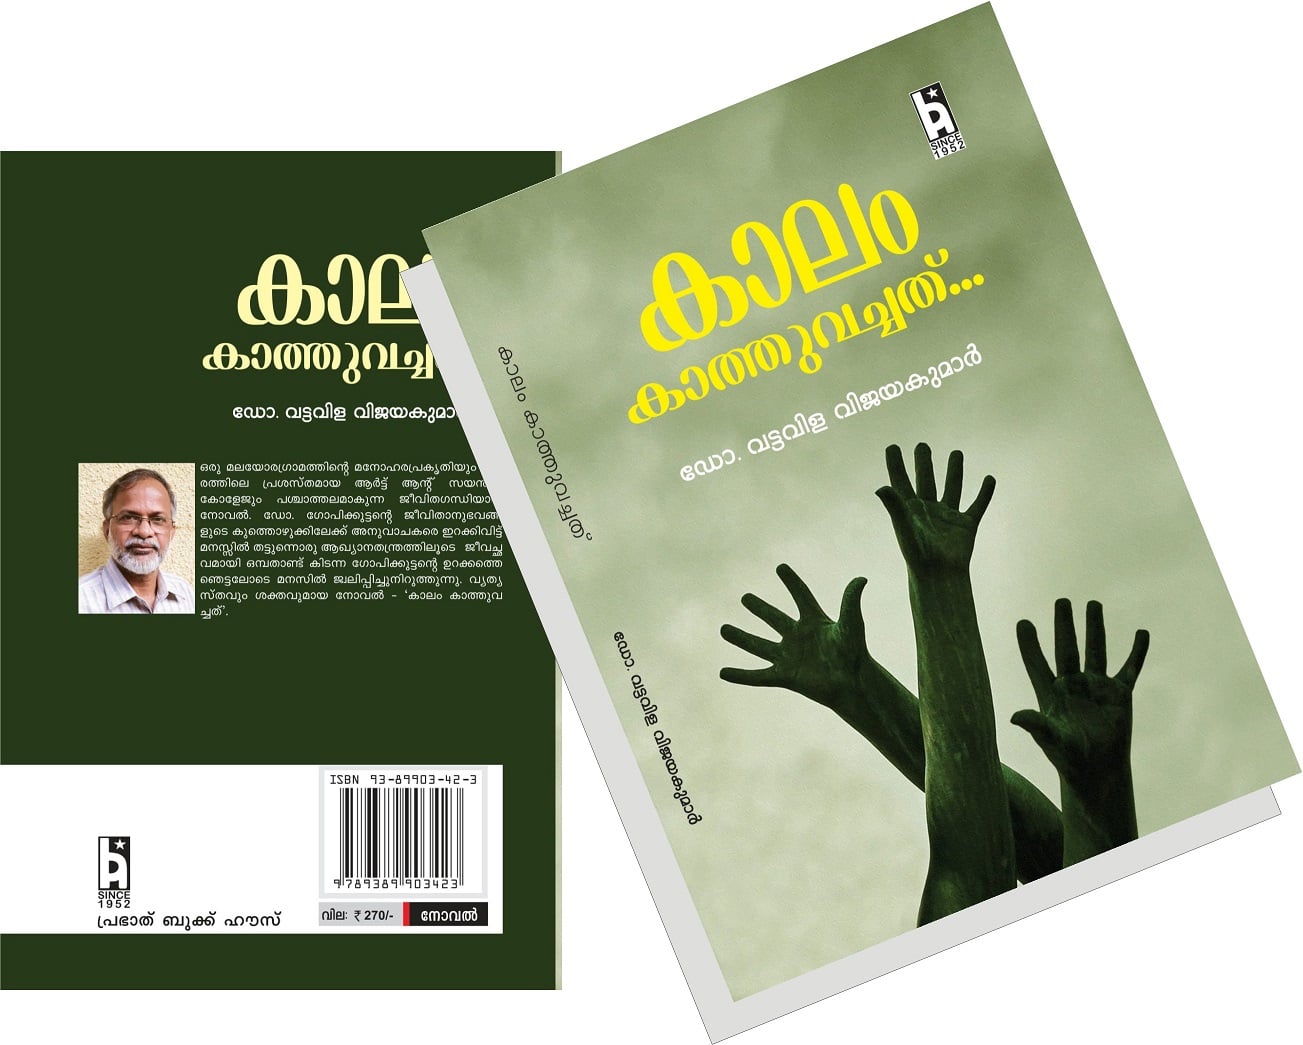 കാല
കാത്തുവച്ച
ഡോ. വട്ടവിള വിജയകുമാ
ഒരു മലയോരഗ്രാമത്തിന്റെ മനോഹരപ്രകൃതിയും
രത്തിലെ പ്രശസ്തമായ ആർട്ട് ആന്റ് സയൻ
കോളേജും പശ്ചാത്തലമാകുന്ന ജീവിതഗന്ധിയാ
നോവൽ. ഡോ. ഗോപിക്കുട്ടന്റെ ജീവിതാനുഭവങ്ങ
ളുടെ കുത്തൊഴുക്കിലേക്ക് അനുവാചകരെ ഇറക്കിവിട്ട്
മനസ്സിൽ തട്ടുന്നൊരു ആഖ്യാനതന്ത്രത്തിലൂടെ ജീവച്ഛ
വമായി ഒമ്പതാണ്ട് കിടന്ന ഗോപിക്കുട്ടന്റെ ഉറക്കത്തെ
ഞെട്ടലോടെ മനസിൽ ജ്വലിപ്പിച്ചുനിറുത്തുന്നു. വ്യത്യ
സ്തവും ശക്തവുമായ നോവൽ - 'കാലം കാത്തുവ
ച്ചത്'.
ISBN 93-89903-42-3
9 789389 903423
വില: ₹ 270/- നോവൽ
SINCE
1952
പ്രഭാത് ബുക്ക് ഹൗസ്
കാലം കാത്തുവച്ചത്
ഡോ. വട്ടവിള വിജയകുമാർ
SINCE
1952
കാലം
കാത്തുവച്ചത്...
ഡോ. വട്ടവിള വിജയകുമാർ